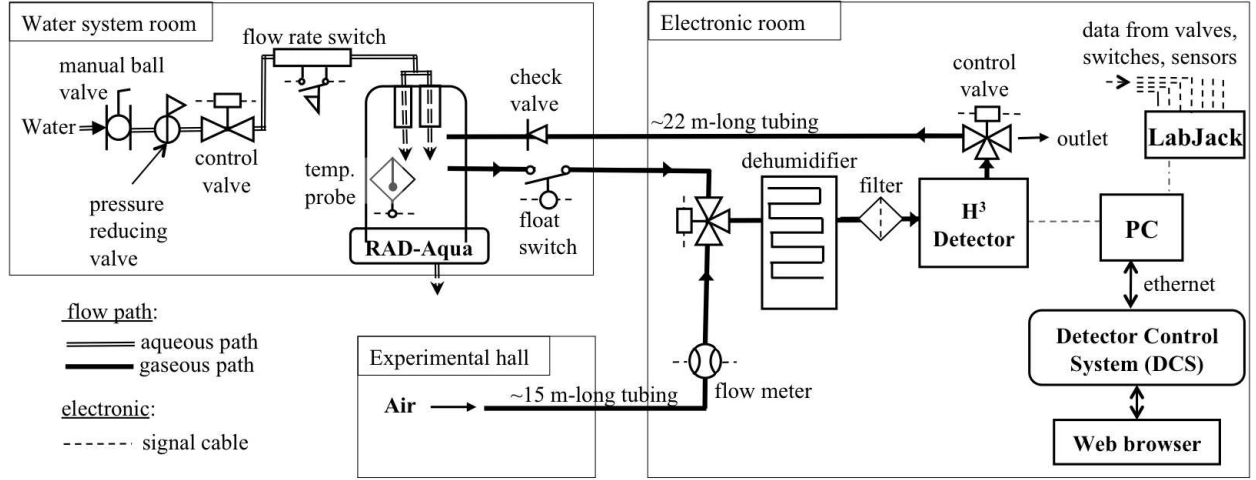 Water system room
flow rate switch
manual ball
valve
Water
control
valve
pressure
reducing
valve
temp.
probe
check
valve
float
switch
RAD-Aqua
flow path:
aqueous path
gaseous path
electronic:
signal cable
Experimental hall
Air
~15 m-long tubing
Electronic room
~22 m-long tubing
control
valve
outlet
data from valves,
switches, sensors
LabJack
dehumidifier
filter
H³
Detector
PC
ethernet
flow meter
Detector Control
System (DCS)
Web browser